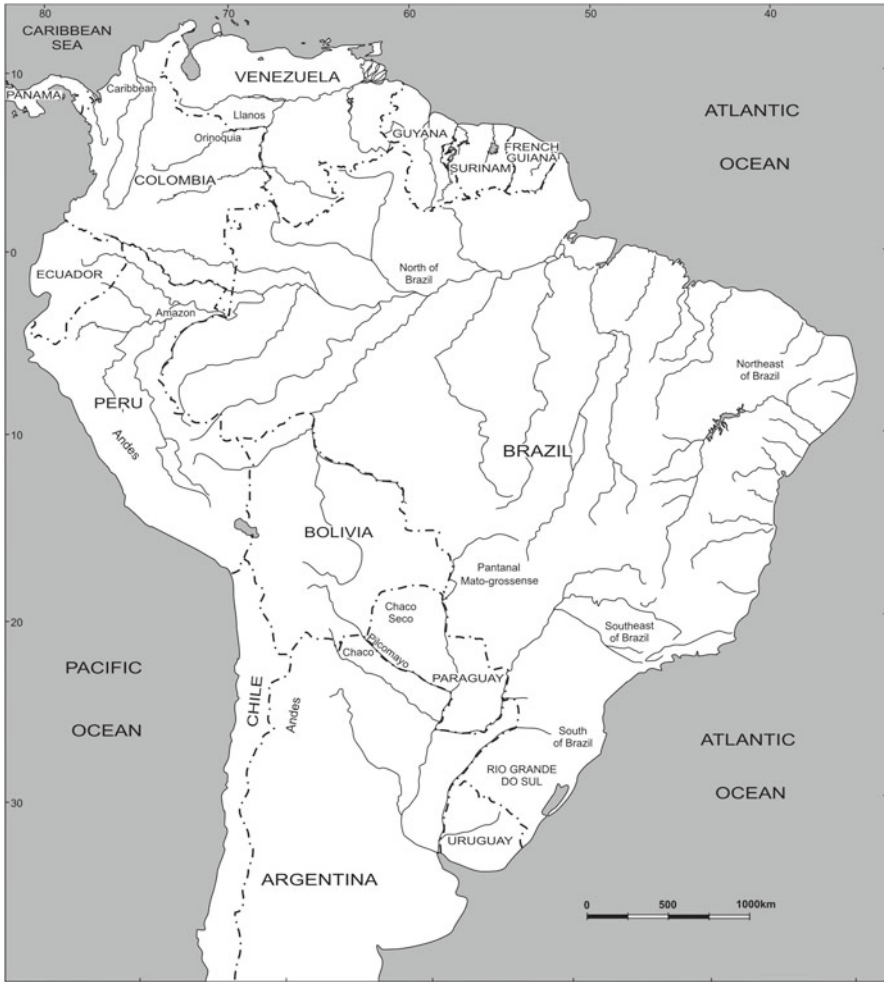 80
70
60
50
40
CARIBBEAN
SEA
10
PANAMA
Caribbean
VENEZUELA
Llanos
Orinoquia
COLOMBIA
GUYANA
SURINAM
FRENCH
GUIANA
ATLANTIC
OCEAN
0
ECUADOR
Amazon
North of
Brazil
Northeast
of Brazil
PERU
Andes
10
BRAZIL
BOLIVIA
Pantanal
Mato-grossense
Chaco
Seco
Southeast
of Brazil
20
Pilcomayo
Chaco
PARAGUAY
PACIFIC
OCEAN
CHILE
Andes
South
of Brazil
RIO GRANDE
DO SUL
ATLANTIC
OCEAN
30
URUGUAY
ARGENTINA
0 500 1000km